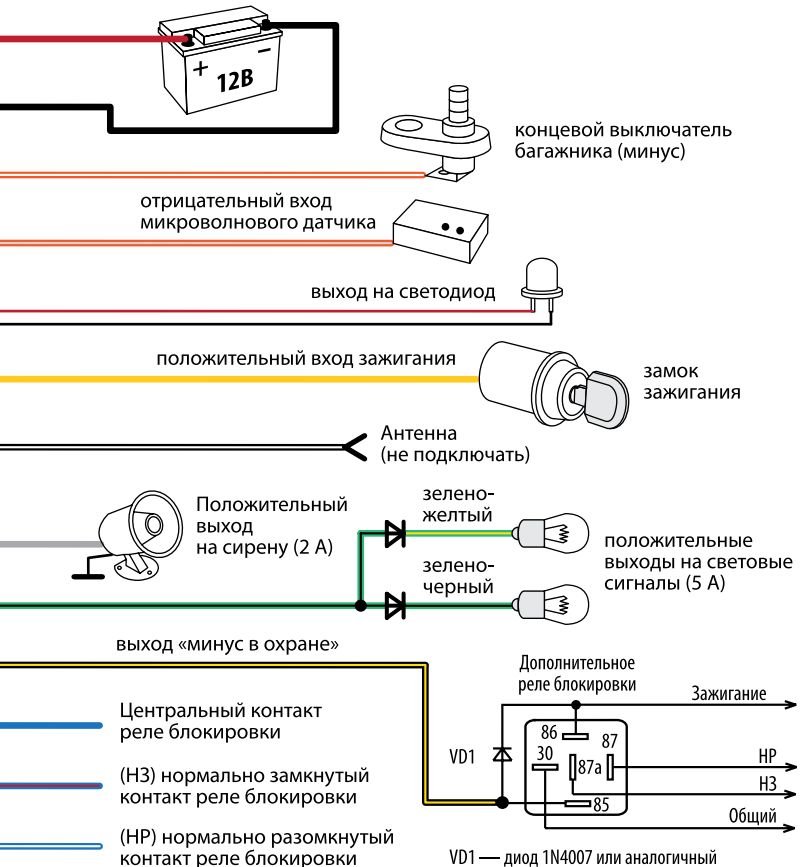 +
−
12В
концевой выключатель
багажника (минус)
отрицательный вход
микроволнового датчика
выход на светодиод
положительный вход зажигания
замок
зажигания
Антенна
(не подключать)
Положительный
выход
на сирену (2 А)
зелено-
желтый
зелено-
черный
положительные
выходы на световые
сигналы (5 А)
выход «минус в охране»
Дополнительное
реле блокировки
Зажигание
Центральный контакт
реле блокировки
86
87
VD1
30
87а
НР
НЗ
85
Общий
(НЗ) нормально замкнутый
контакт реле блокировки
(НР) нормально разомкнутый
контакт реле блокировки
VD1 — диод 1N4007 или аналогичный